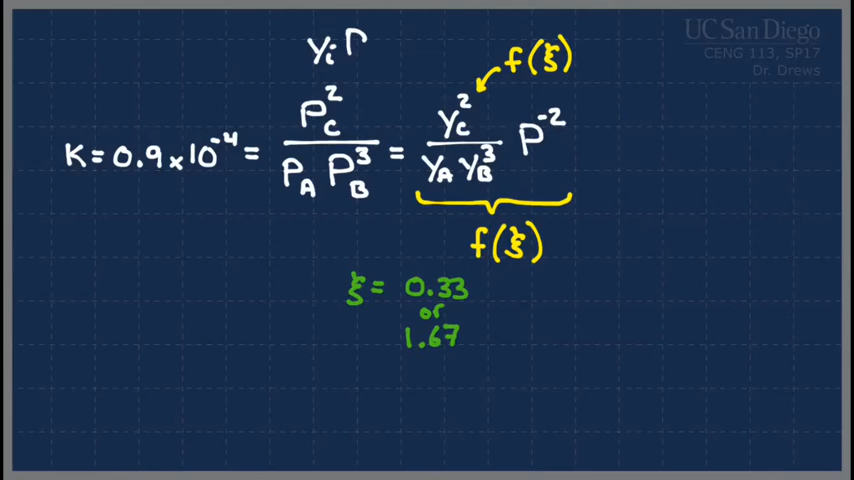 UC San Diego
CENG 113, SP17
Dr. Drews
yᵢ P
f(ξ)
K = 0.9 × 10⁻⁴ = P_C² / (P_A P_B³) = y_C² / (y_A y_B³) P⁻²
f(ξ)
ξ = 0.33
or
1.67